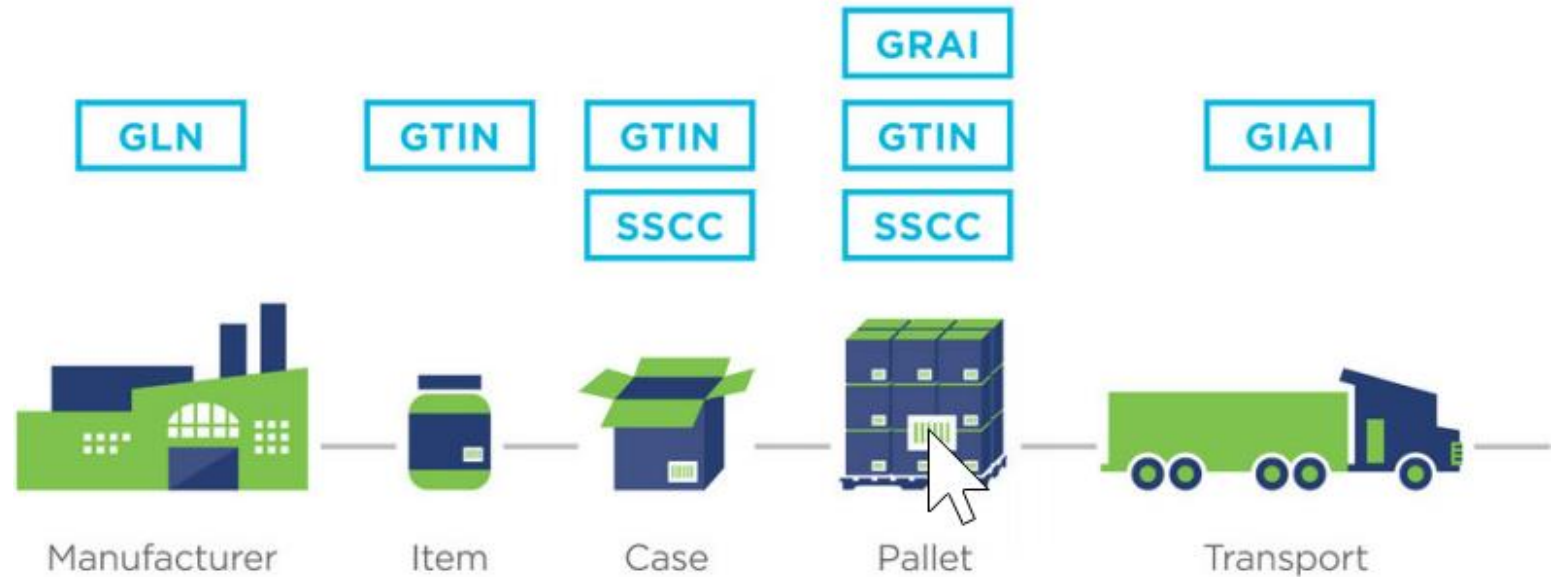 GRAI
GLN
GTIN
GTIN
GTIN
GIAI
SSCC
SSCC
Manufacturer
Item
Case
Pallet
Transport